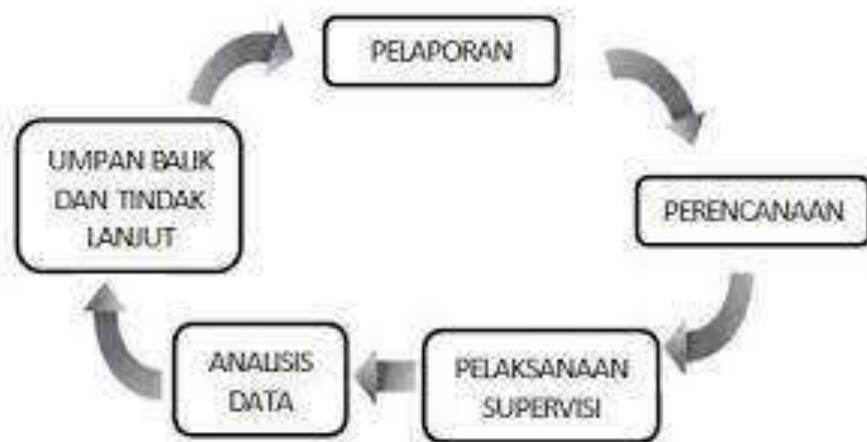 PELAPORAN
PERENCANAAN
PELAKSANAAN
SUPERVISI
ANALISIS
DATA
UMPAN BALIK
DAN TINDAK
LANJUT